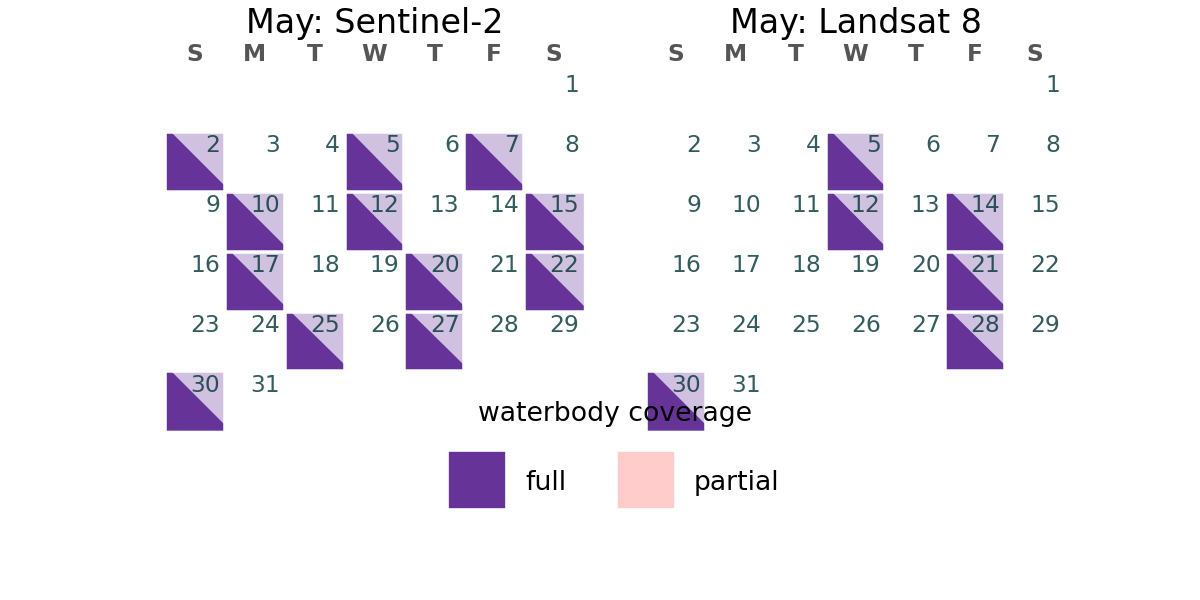 May: Sentinel-2
S M T W T F S
1
2 3 4 5 6 7 8
9 10 11 12 13 14 15
16 17 18 19 20 21 22
23 24 25 26 27 28 29
30 31
May: Landsat 8
S M T W T F S
1
2 3 4 5 6 7 8
9 10 11 12 13 14 15
16 17 18 19 20 21 22
23 24 25 26 27 28 29
30 31
waterbody coverage
full partial